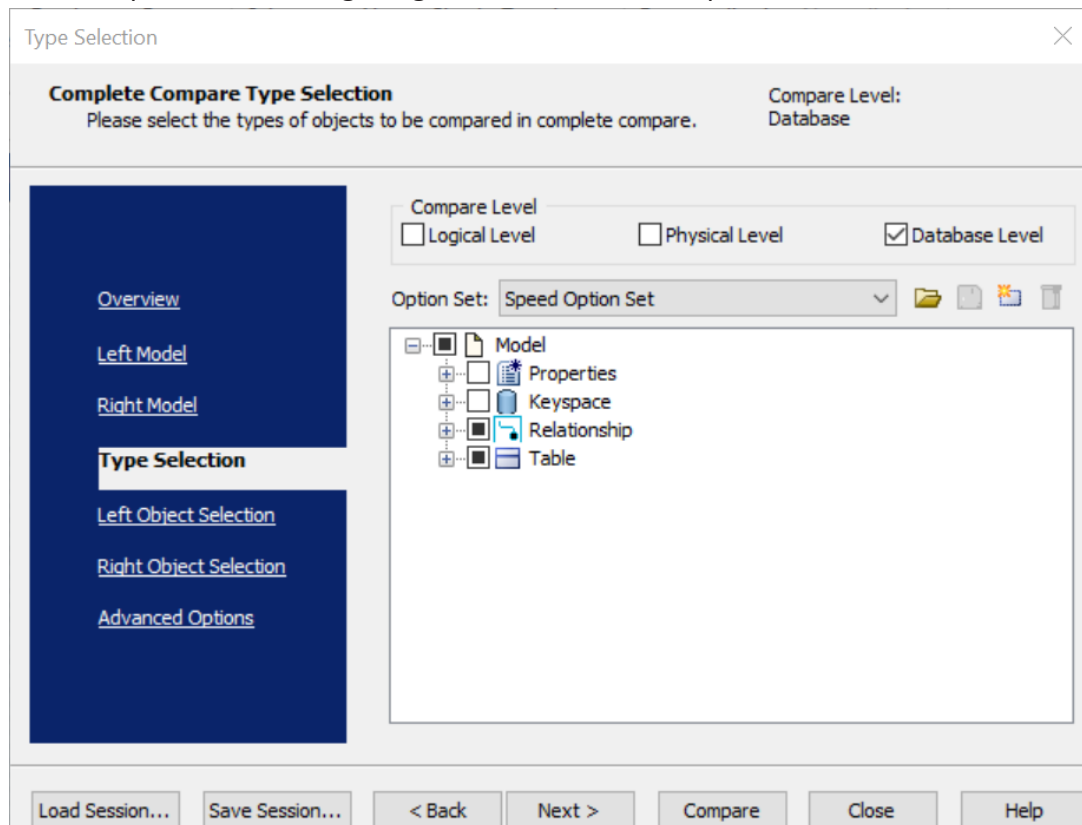 Type Selection
Complete Compare Type Selection
Please select the types of objects to be compared in complete compare.
Compare Level:
Database
Compare Level
Logical Level
Physical Level
Database Level
Overview
Left Model
Right Model
Type Selection
Left Object Selection
Right Object Selection
Advanced Options
Option Set:
Speed Option Set
Model
Properties
Keyspace
Relationship
Table
Load Session...
Save Session...
< Back
Next >
Compare
Close
Help